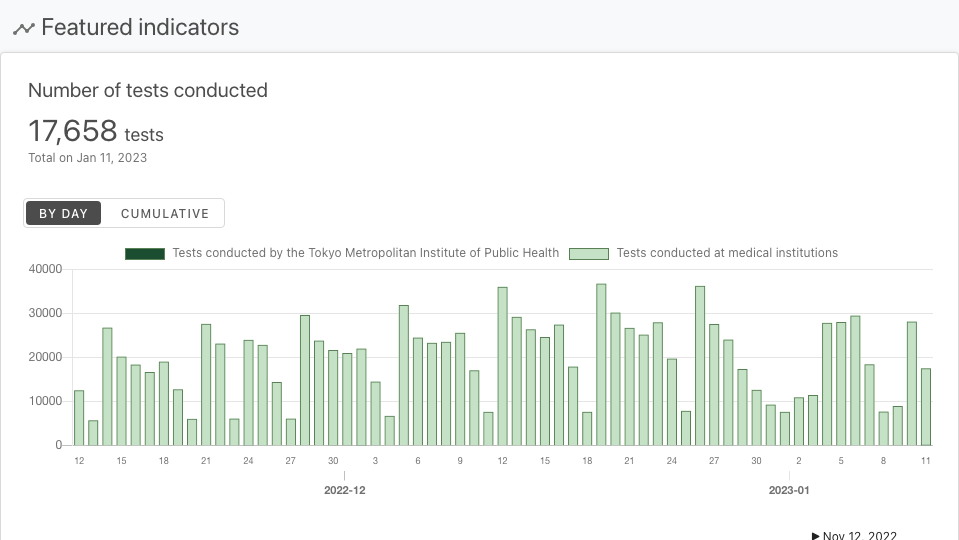 Featured indicators
Number of tests conducted
17,658 tests
Total on Jan 11, 2023
BY DAY CUMULATIVE
Tests conducted by the Tokyo Metropolitan Institute of Public Health Tests conducted at medical institutions
40000
30000
20000
10000
0
12 15 18 21 24 27 30 3 6 9 12 15 18 21 24 27 30 2 5 8 11
2022-12 2023-01
▶ Nov 12, 2022